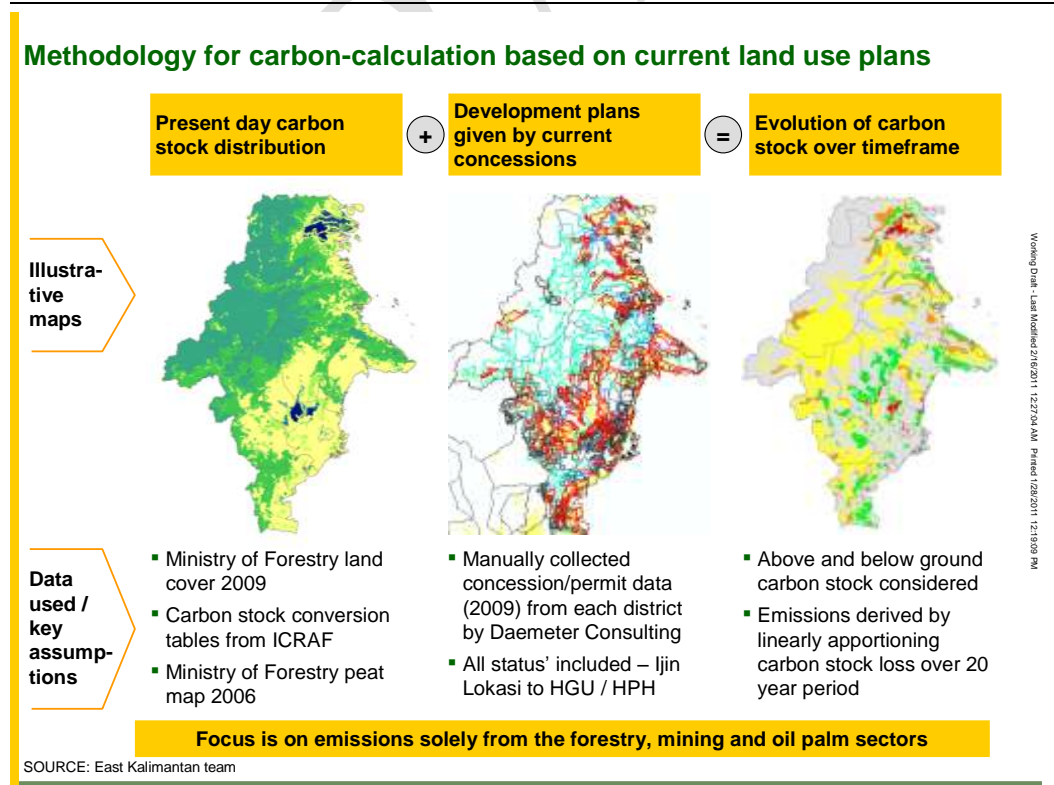 Methodology for carbon-calculation based on current land use plans
Present day carbon
stock distribution
+
Development plans
given by current
concessions
=
Evolution of carbon
stock over timeframe
Illustra-
tive
maps
Data
used /
key
assump-
tions
▪ Ministry of Forestry land
cover 2009
▪ Carbon stock conversion
tables from ICRAF
▪ Ministry of Forestry peat
map 2006
▪ Manually collected
concession/permit data
(2009) from each district
by Daemeter Consulting
▪ All status' included – Ijin
Lokasi to HGU / HPH
▪ Above and below ground
carbon stock considered
▪ Emissions derived by
linearly apportioning
carbon stock loss over 20
year period
Focus is on emissions solely from the forestry, mining and oil palm sectors
SOURCE: East Kalimantan team
Working Draft - Last Modified 2/16/2011 12:27:04 AM Printed 1/28/2011 12:19:09 PM